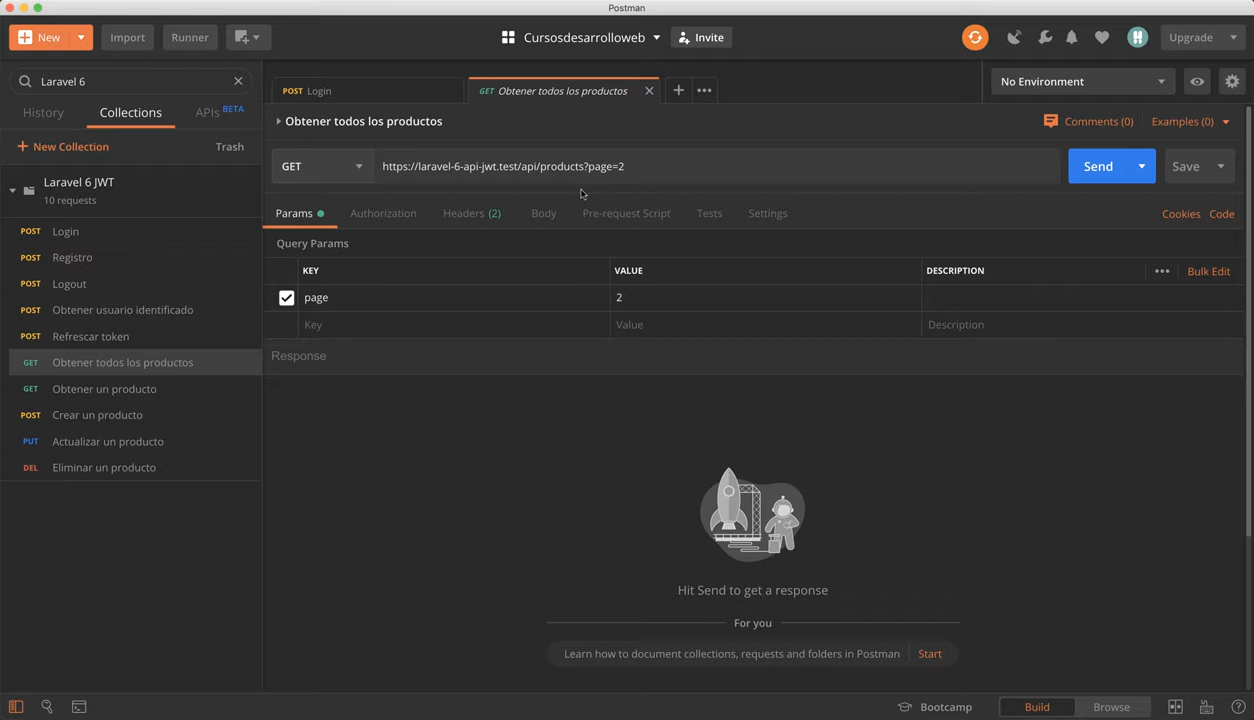 Postman
New
Import
Runner
Cursosdesarrolloweb
Invite
Upgrade
Laravel 6
POST Login
GET Obtener todos los productos
No Environment
History
Collections
APIs BETA
Obtener todos los productos
Comments (0)
Examples (0)
New Collection
Trash
GET
https://laravel-6-api-jwt.test/api/products?page=2
Send
Save
Laravel 6 JWT
10 requests
Params
Authorization
Headers (2)
Body
Pre-request Script
Tests
Settings
Cookies
Code
POST Login
POST Registro
POST Logout
POST Obtener usuario identificado
POST Refrescar token
GET Obtener todos los productos
GET Obtener un producto
POST Crear un producto
PUT Actualizar un producto
DEL Eliminar un producto
Query Params
KEY VALUE DESCRIPTION
Bulk Edit
page 2
Key Value Description
Response
Hit Send to get a response
For you
Learn how to document collections, requests and folders in Postman Start
Bootcamp
Build
Browse